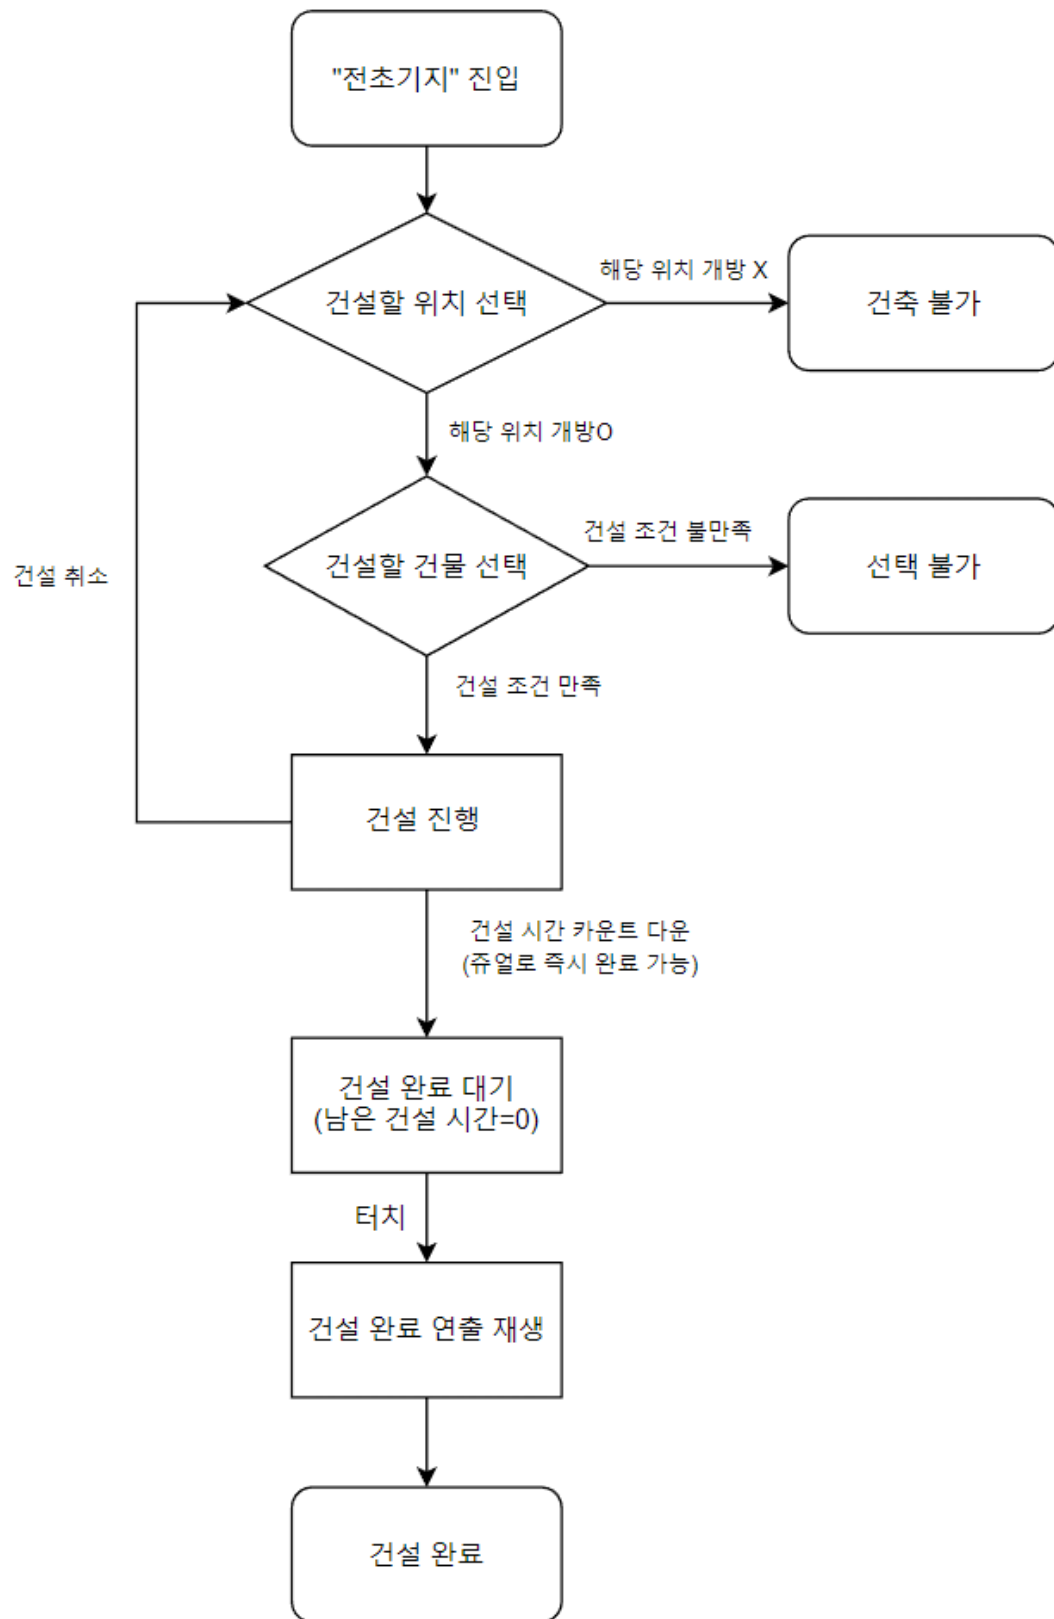 "전초기지" 진입
건설할 위치 선택
해당 위치 개방 X
건축 불가
해당 위치 개방O
건설할 건물 선택
건설 조건 불만족
선택 불가
건설 취소
건설 조건 만족
건설 진행
건설 시간 카운트 다운
(쥬얼로 즉시 완료 가능)
건설 완료 대기
(남은 건설 시간=0)
터치
건설 완료 연출 재생
건설 완료